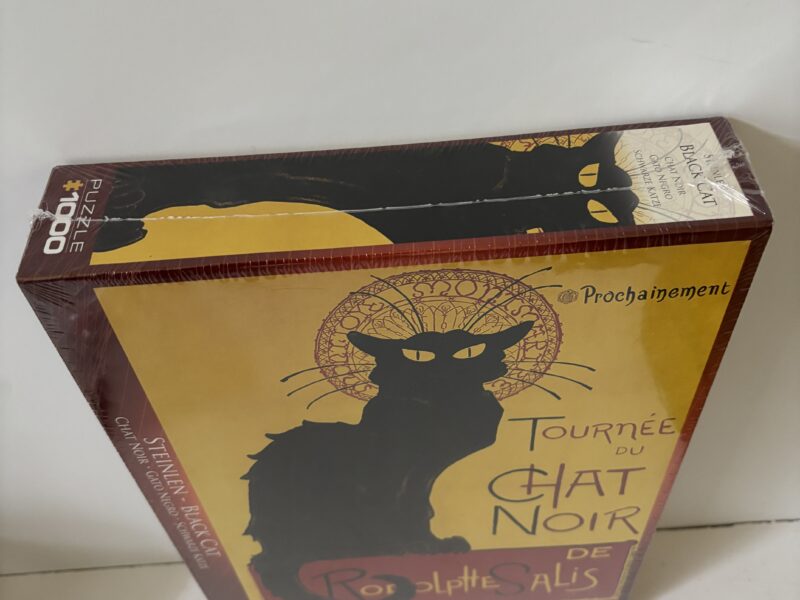 PUZZLE
1000
BLACK CAT
CHAT NOIR
GATO NEGRO
SCHWARZE KATZE
Prochainement
MONTMARTRE
TOURNÉE
DU
CHAT
NOIR
DE
RODOLPHE SALIS
STEINLEN - BLACK CAT
CHAT NOIR - GATO NEGRO - SCHWARZE KATZE